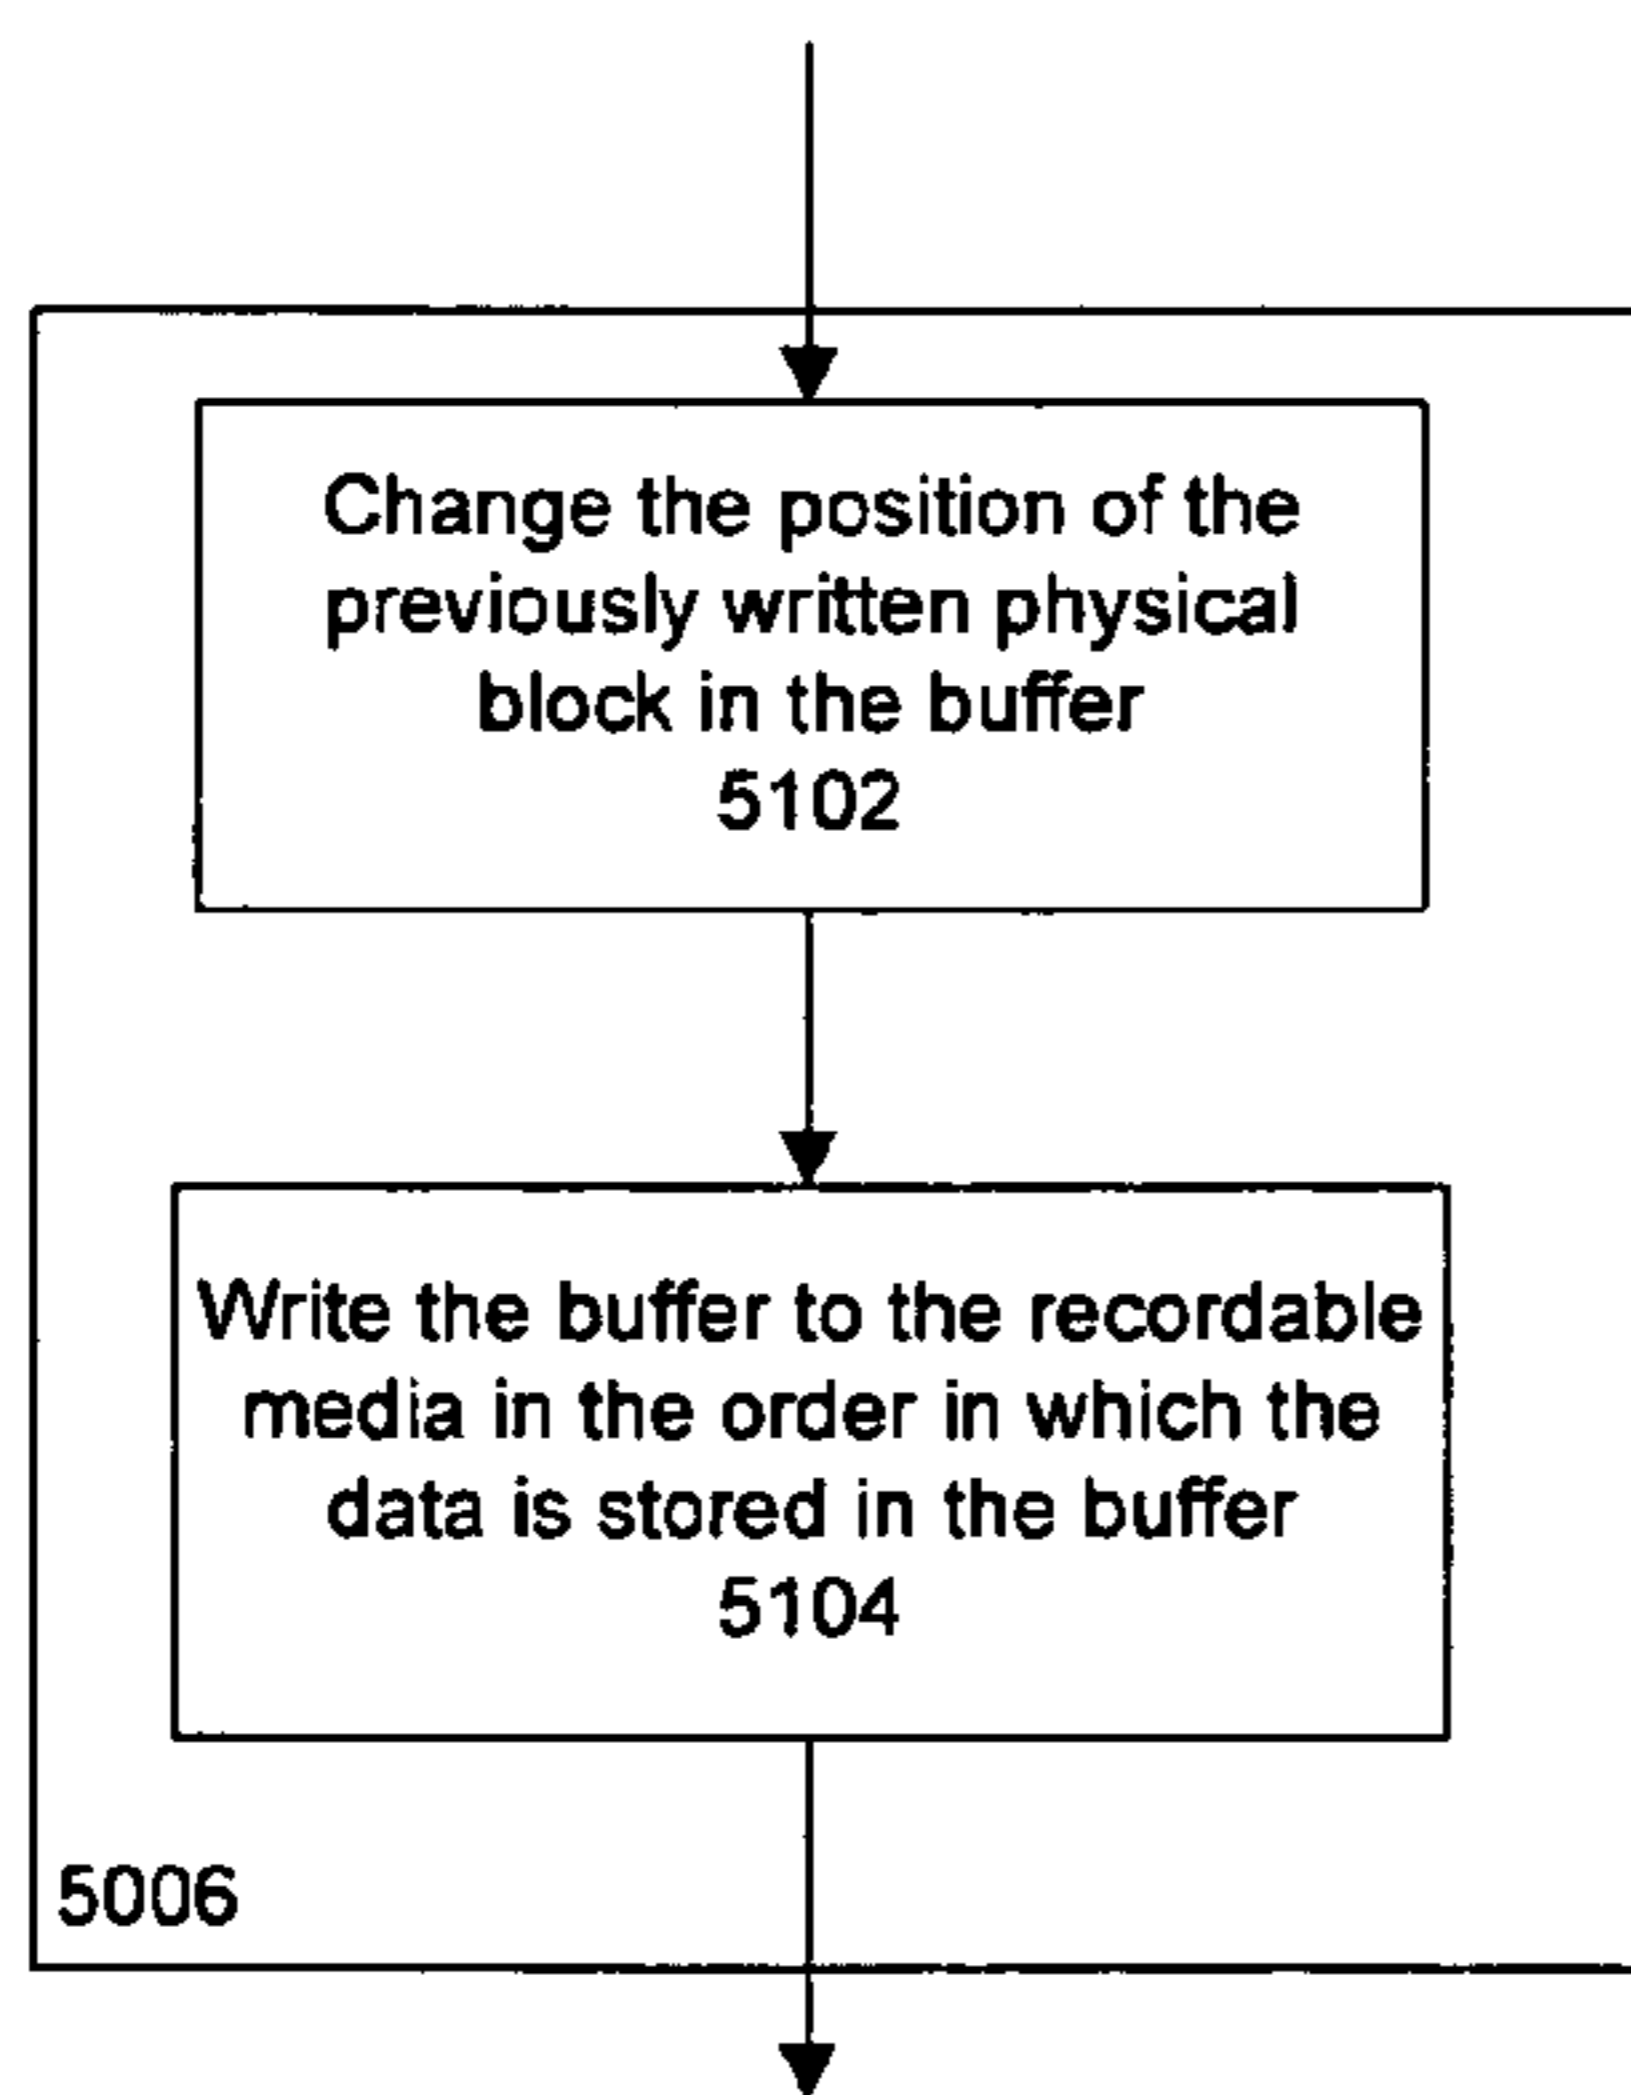 Change the position of the
previously written physical
block in the buffer
5102
Write the buffer to the recordable
media in the order in which the
data is stored in the buffer
5104
5006